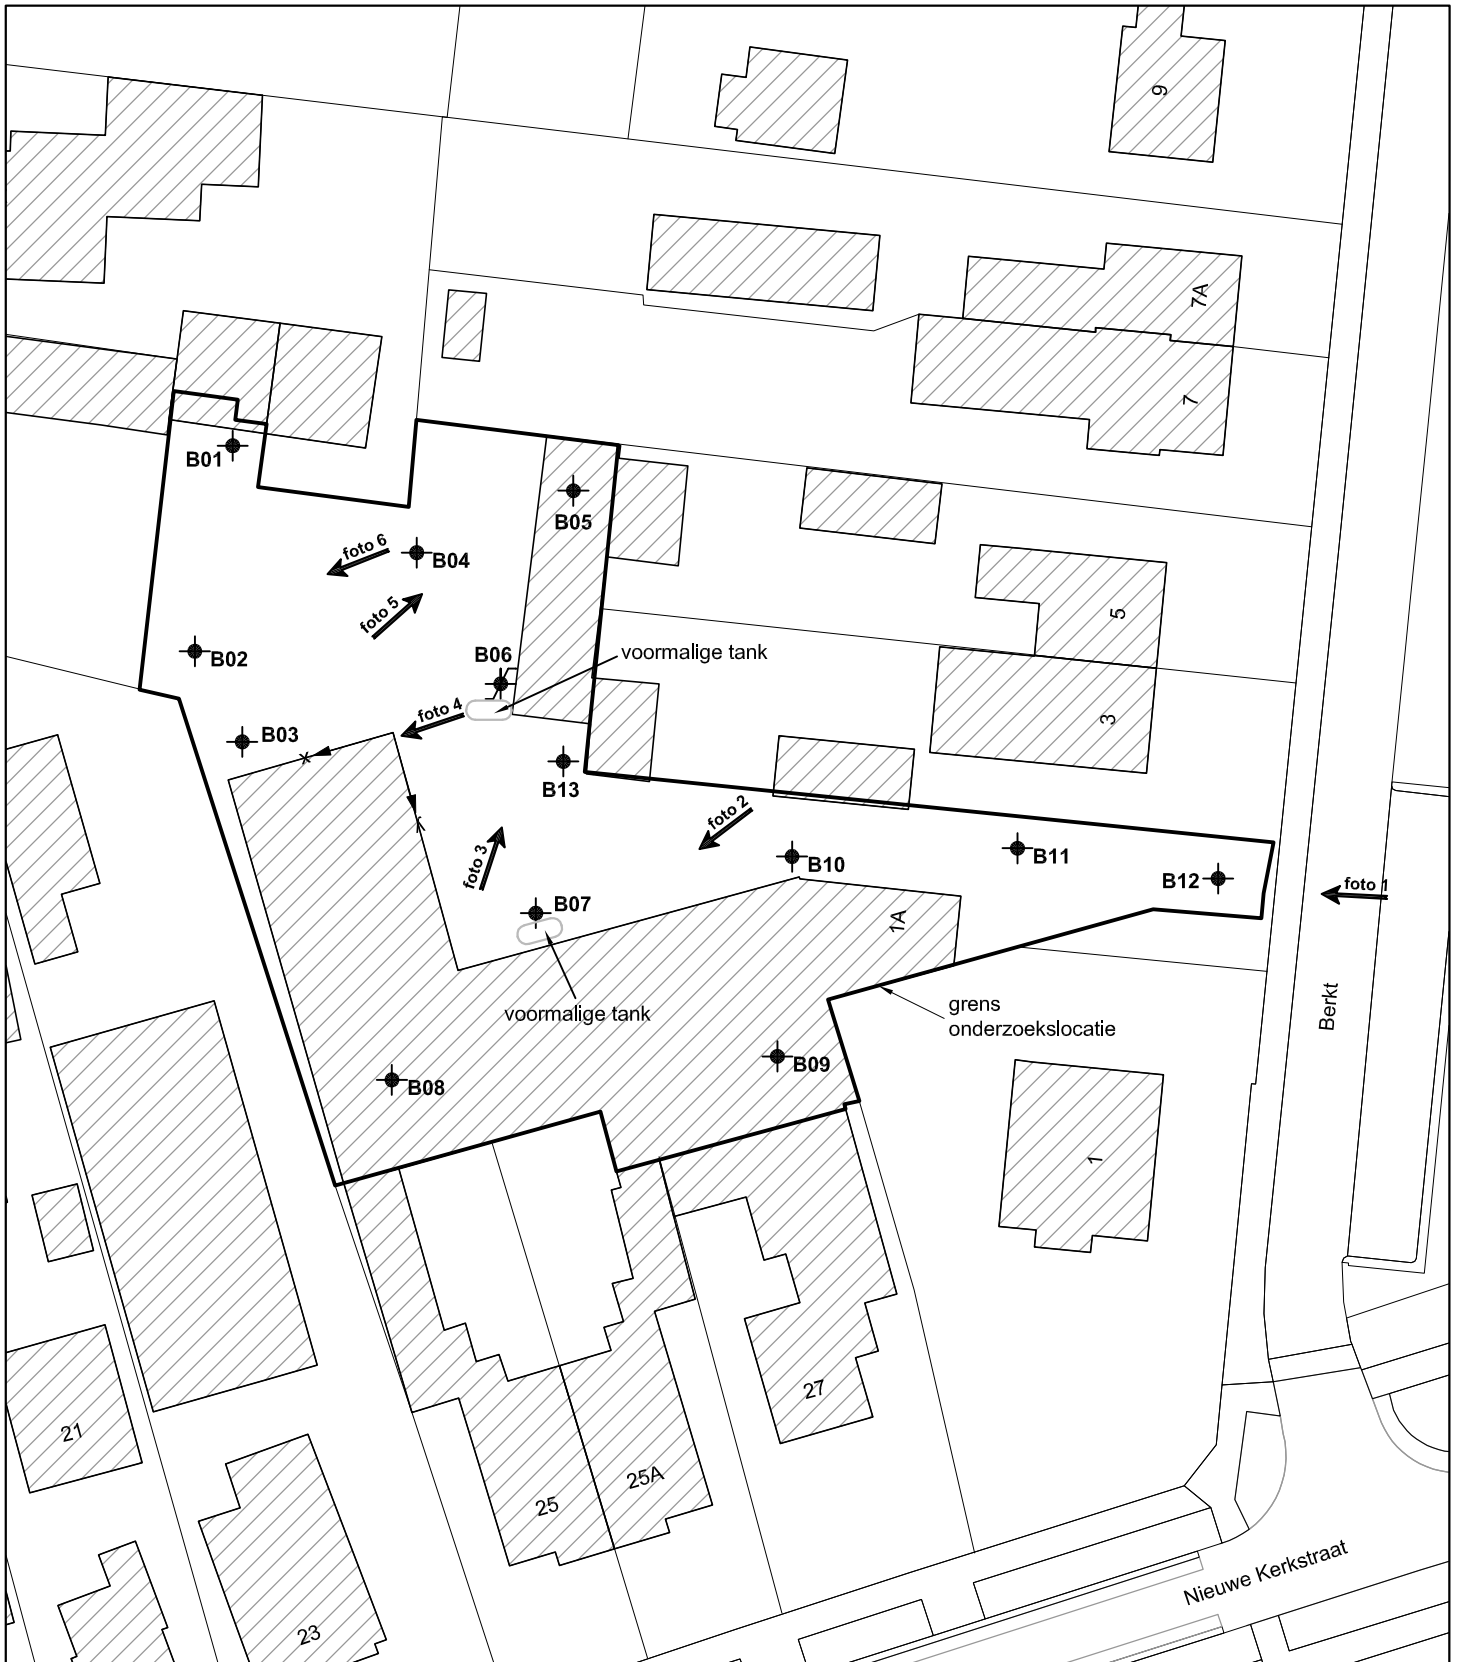 9
7A
7
B01
B05
foto 6
B04
foto 5
5
B02
B06
voormalige tank
3
foto 4
B03
B13
foto 2
B10
B11
B12
foto 1
foto 3
B07
1A
voormalige tank
grens
onderzoekslocatie
Berkt
B09
B08
1
27
21
25A
25
Nieuwe Kerkstraat
23